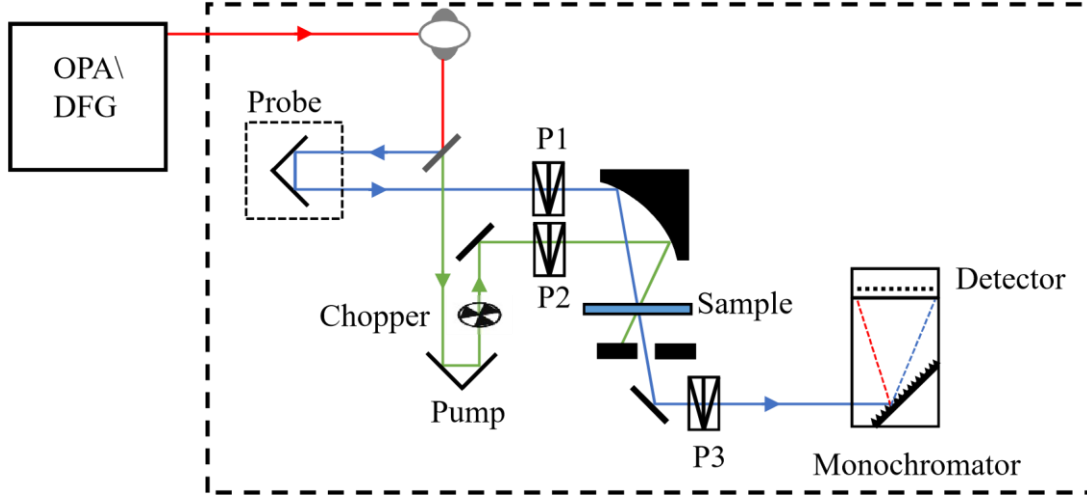 OPA\
DFG
Probe
P1
P2
Chopper
Sample
Detector
Pump
P3
Monochromator